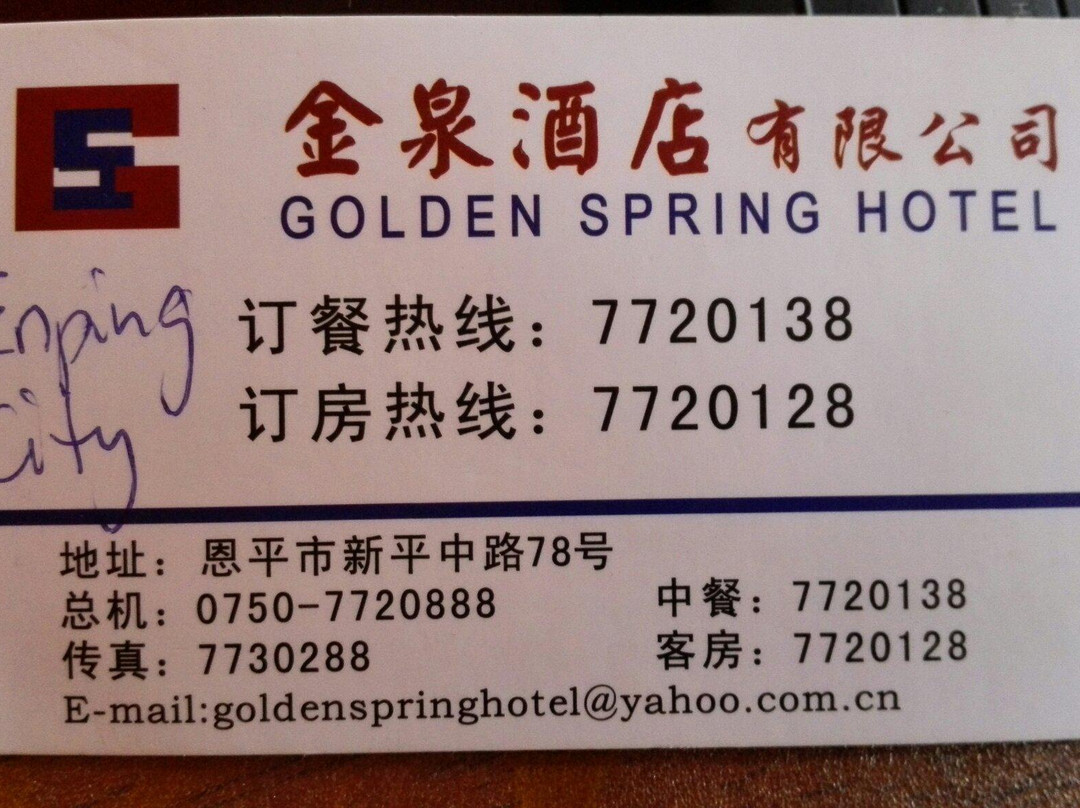 金泉酒店有限公司
GOLDEN SPRING HOTEL
Enping
City
订餐热线：7720138
订房热线：7720128
地址：恩平市新平中路78号
总机：0750-7720888
中餐：7720138
传真：7730288
客房：7720128
E-mail:goldenspringhotel@yahoo.com.cn